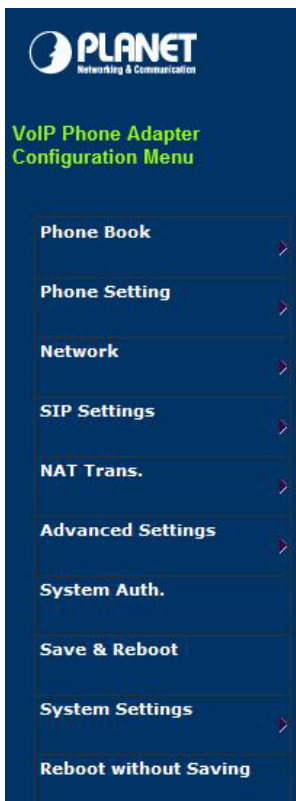 PLANET
Networking & Communication
VoIP Phone Adapter
Configuration Menu
Phone Book
Phone Setting
Network
SIP Settings
NAT Trans.
Advanced Settings
System Auth.
Save & Reboot
System Settings
Reboot without Saving